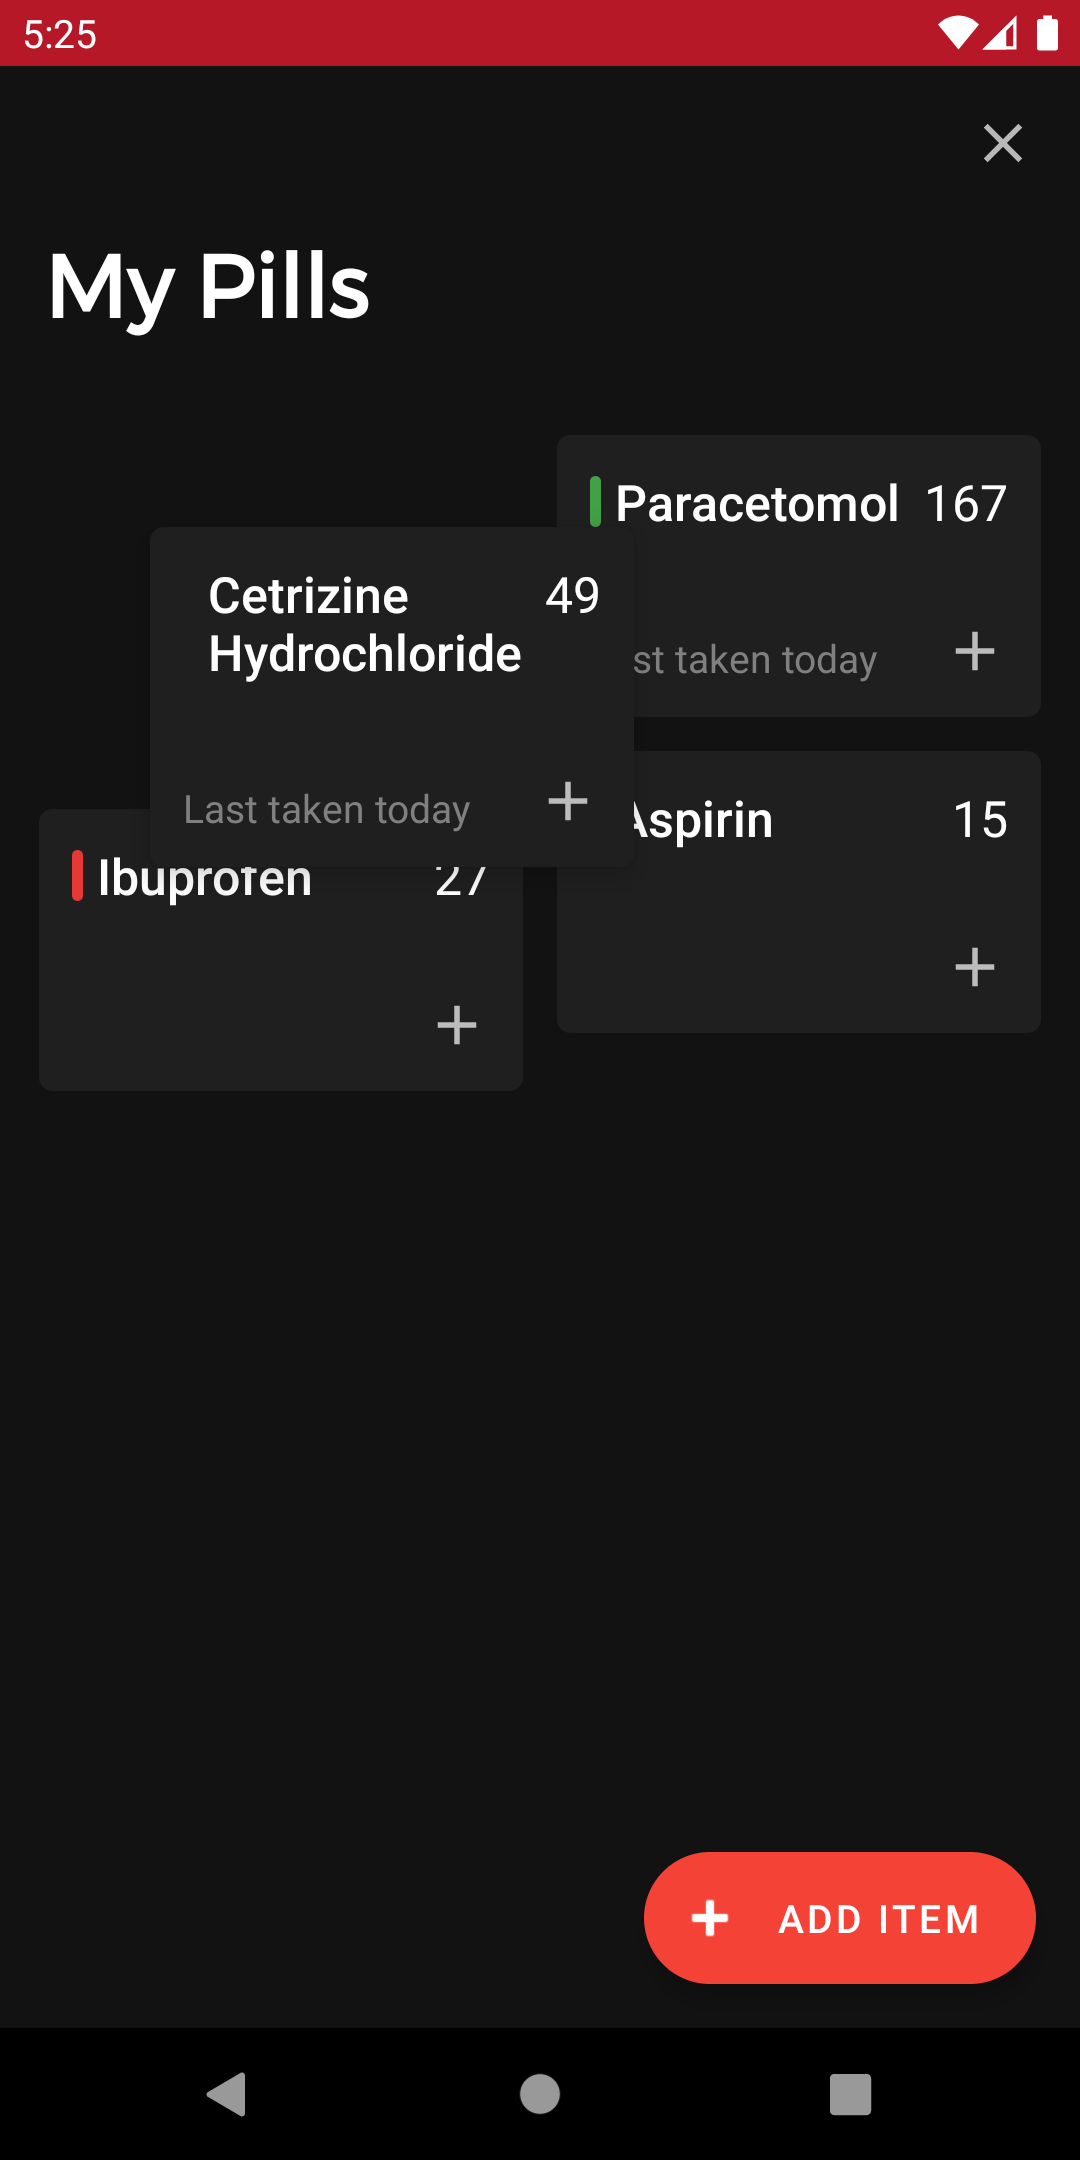 5:25
My Pills
Paracetomol 167
st taken today
Cetrizine 49
Hydrochloride
Last taken today
Aspirin 15
Ibuprofen 27
ADD ITEM